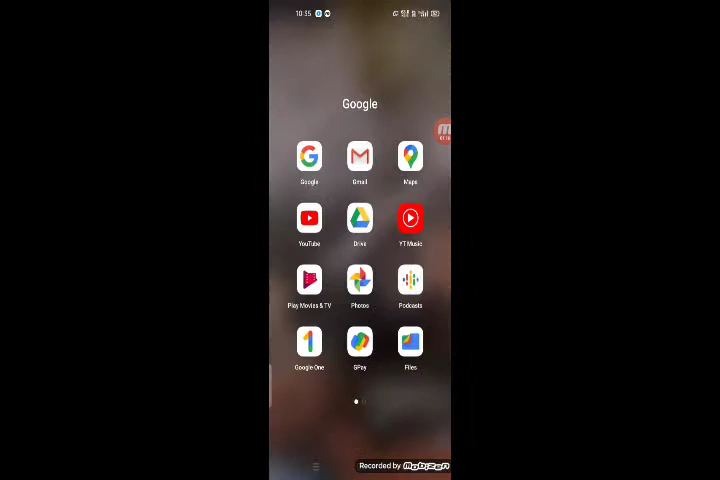 10:35
Google
Google Gmail Maps
YouTube Drive YT Music
Play Movies & TV Photos Podcasts
Google One GPay Files
Recorded by mobizen